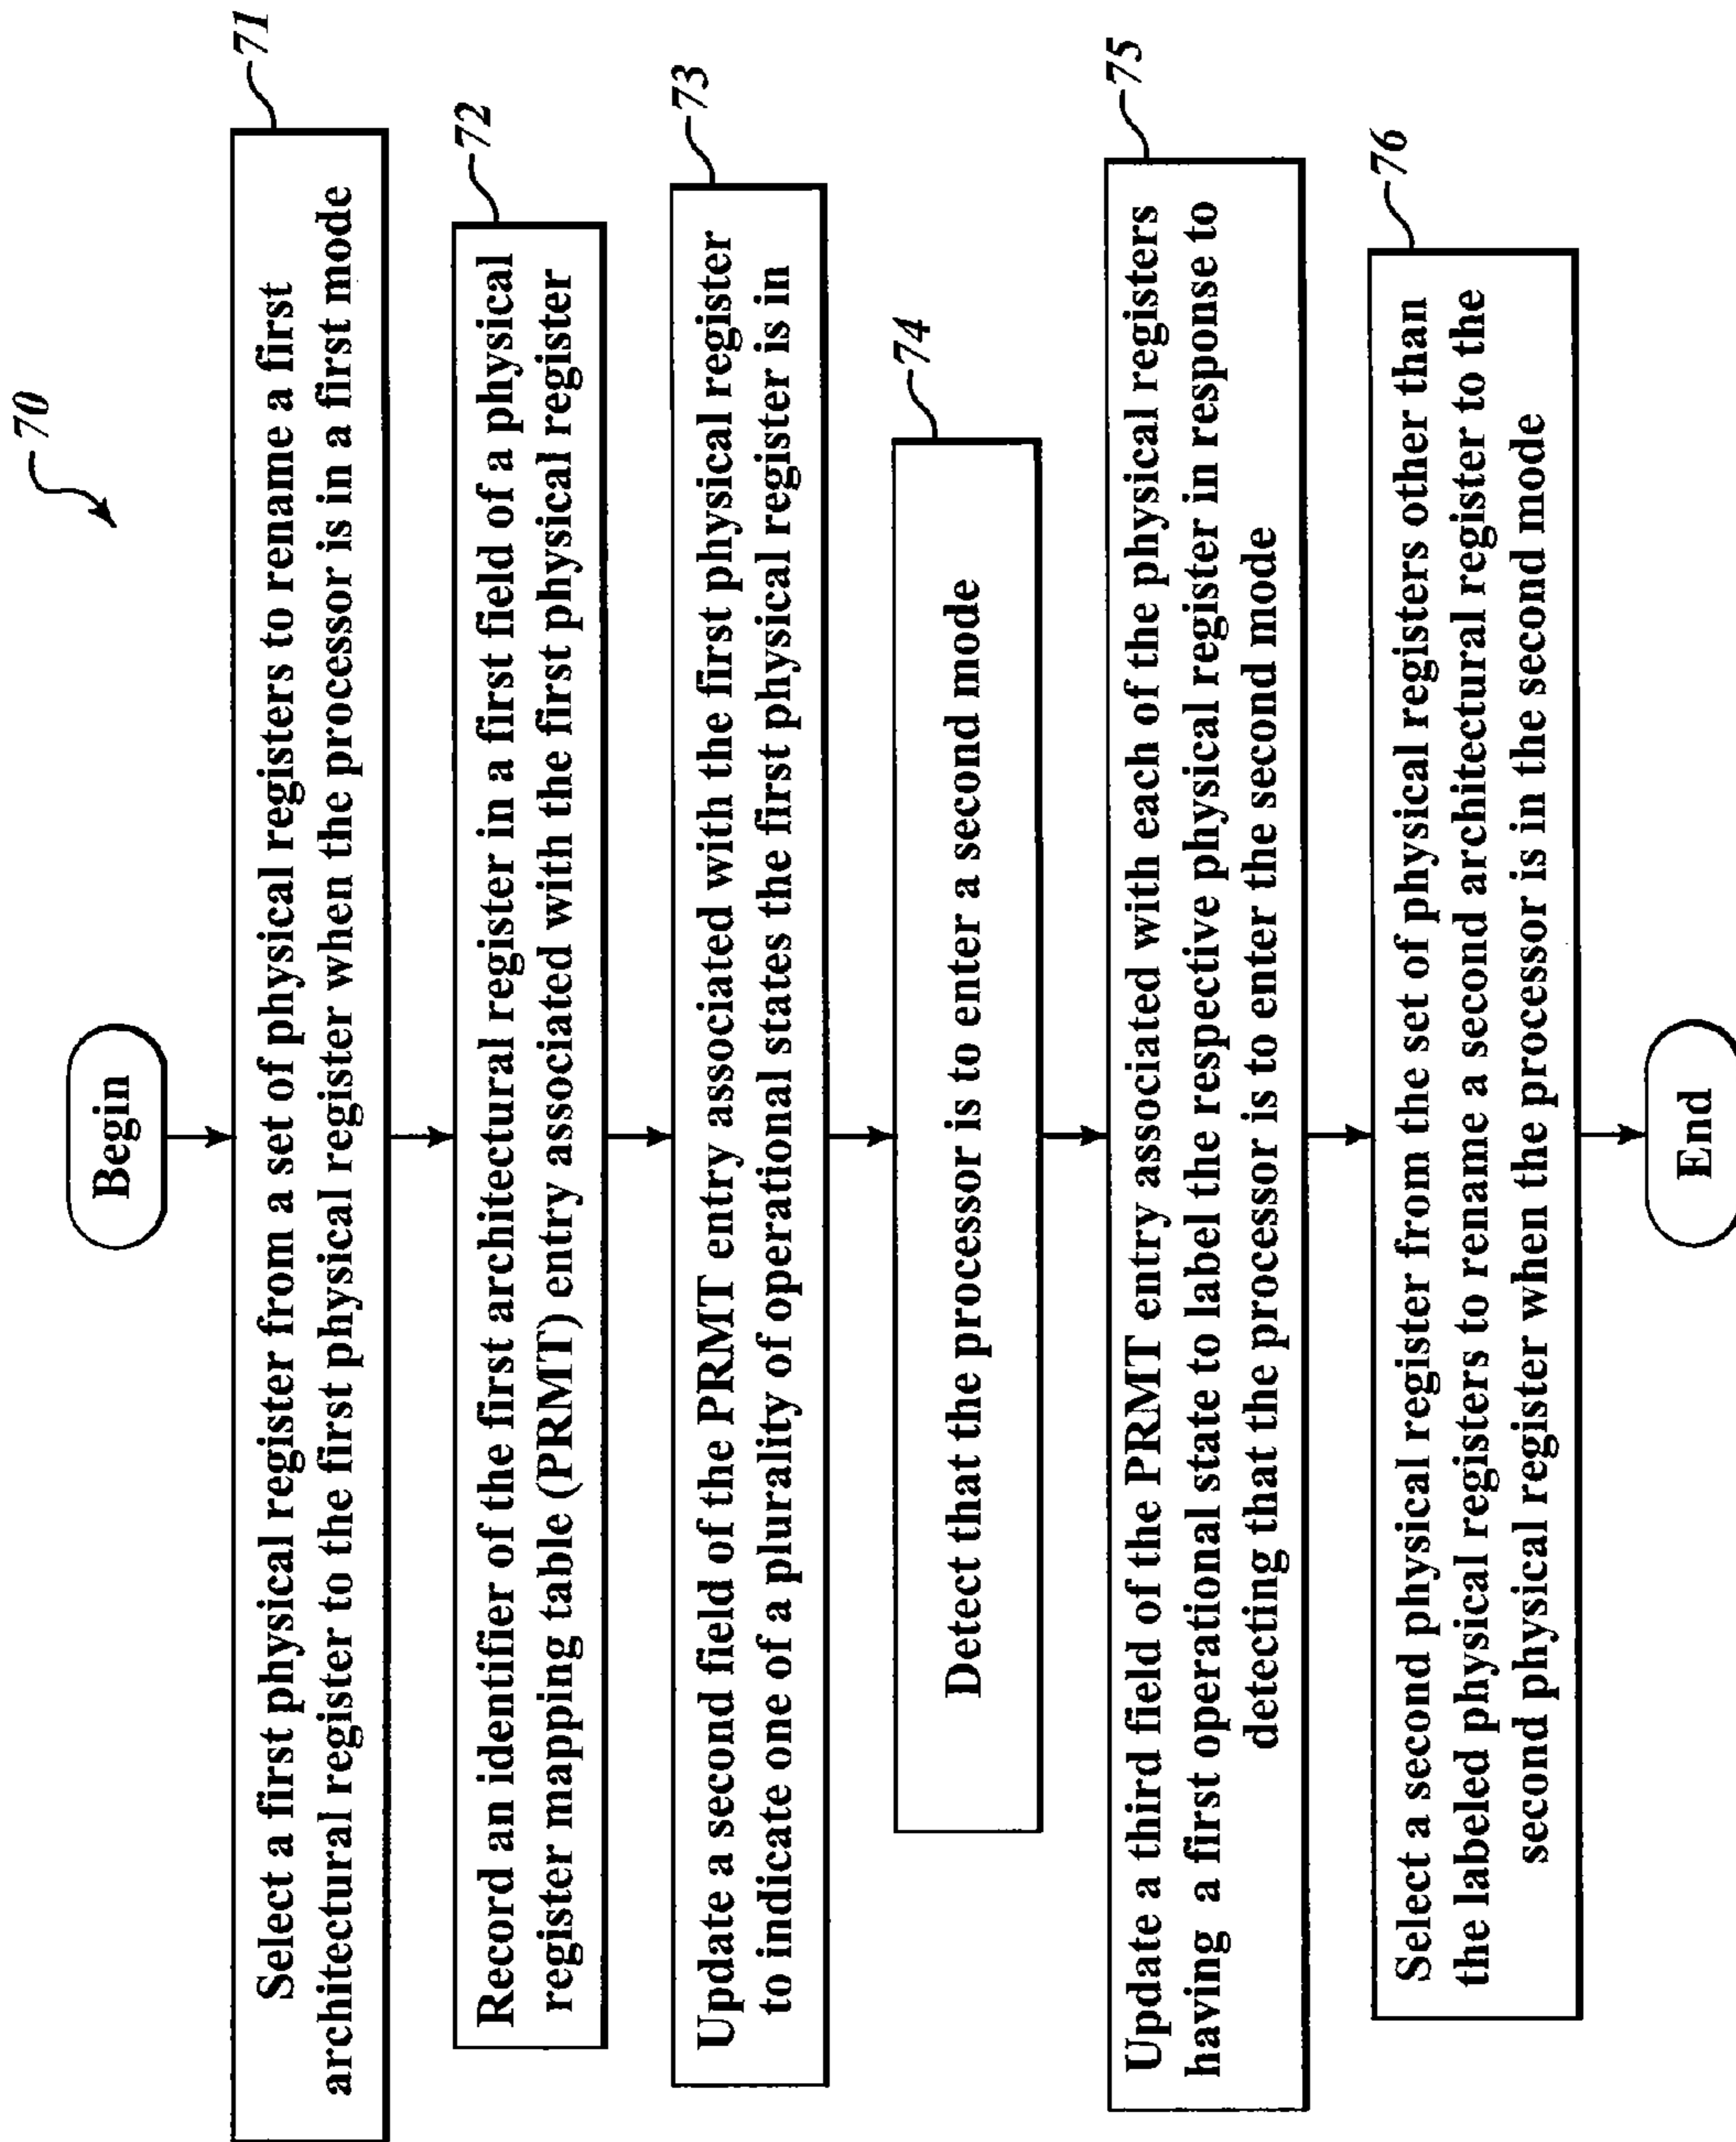 70
Begin
Select a first physical register from a set of physical registers to rename a first
architectural register to the first physical register when the processor is in a first mode
71
Record an identifier of the first architectural register in a first field of a physical
register mapping table (PRMT) entry associated with the first physical register
72
Update a second field of the PRMT entry associated with the first physical register
to indicate one of a plurality of operational states the first physical register is in
73
Detect that the processor is to enter a second mode
74
Update a third field of the PRMT entry associated with each of the physical registers
having a first operational state to label the respective physical register in response to
detecting that the processor is to enter the second mode
75
Select a second physical register from the set of physical registers other than
the labeled physical registers to rename a second architectural register to the
second physical register when the processor is in the second mode
76
End